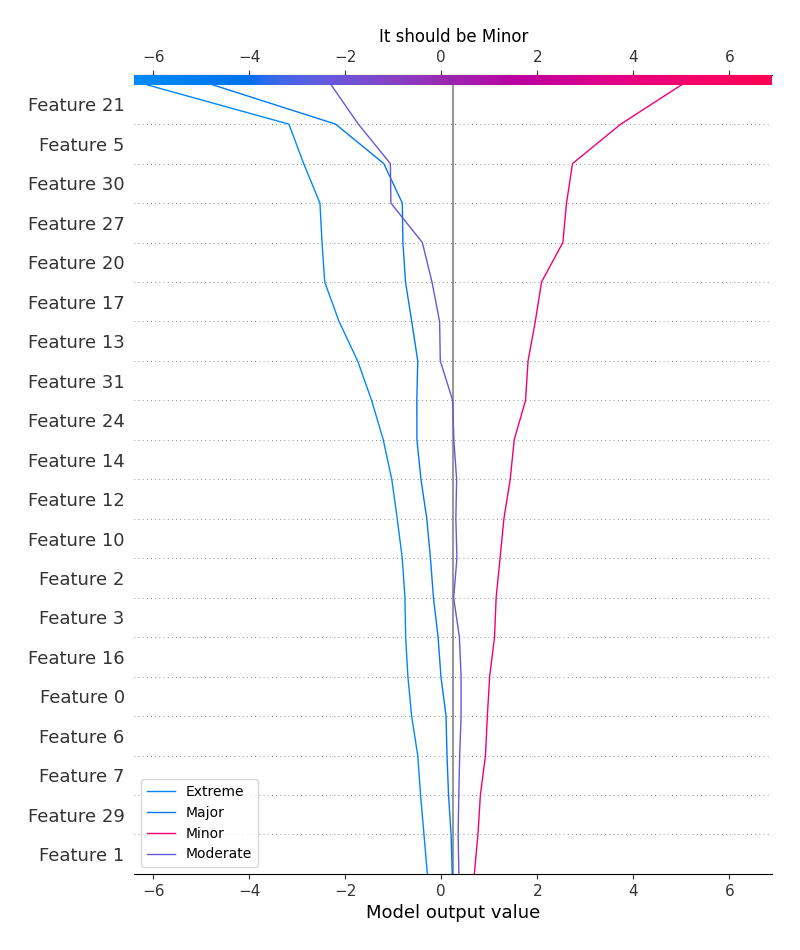 It should be Minor
−6 −4 −2 0 2 4 6
Feature 21
Feature 5
Feature 30
Feature 27
Feature 20
Feature 17
Feature 13
Feature 31
Feature 24
Feature 14
Feature 12
Feature 10
Feature 2
Feature 3
Feature 16
Feature 0
Feature 6
Feature 7
Feature 29
Feature 1
Extreme
Major
Minor
Moderate
−6 −4 −2 0 2 4 6
Model output value